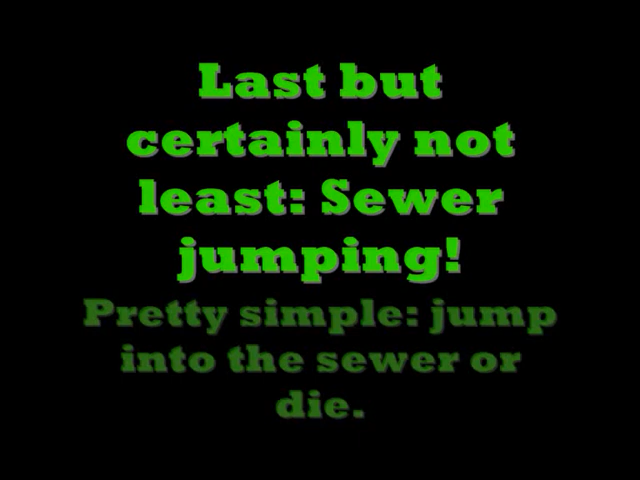 Last but
certainly not
least: Sewer
jumping!
Pretty simple: jump
into the sewer or
die.